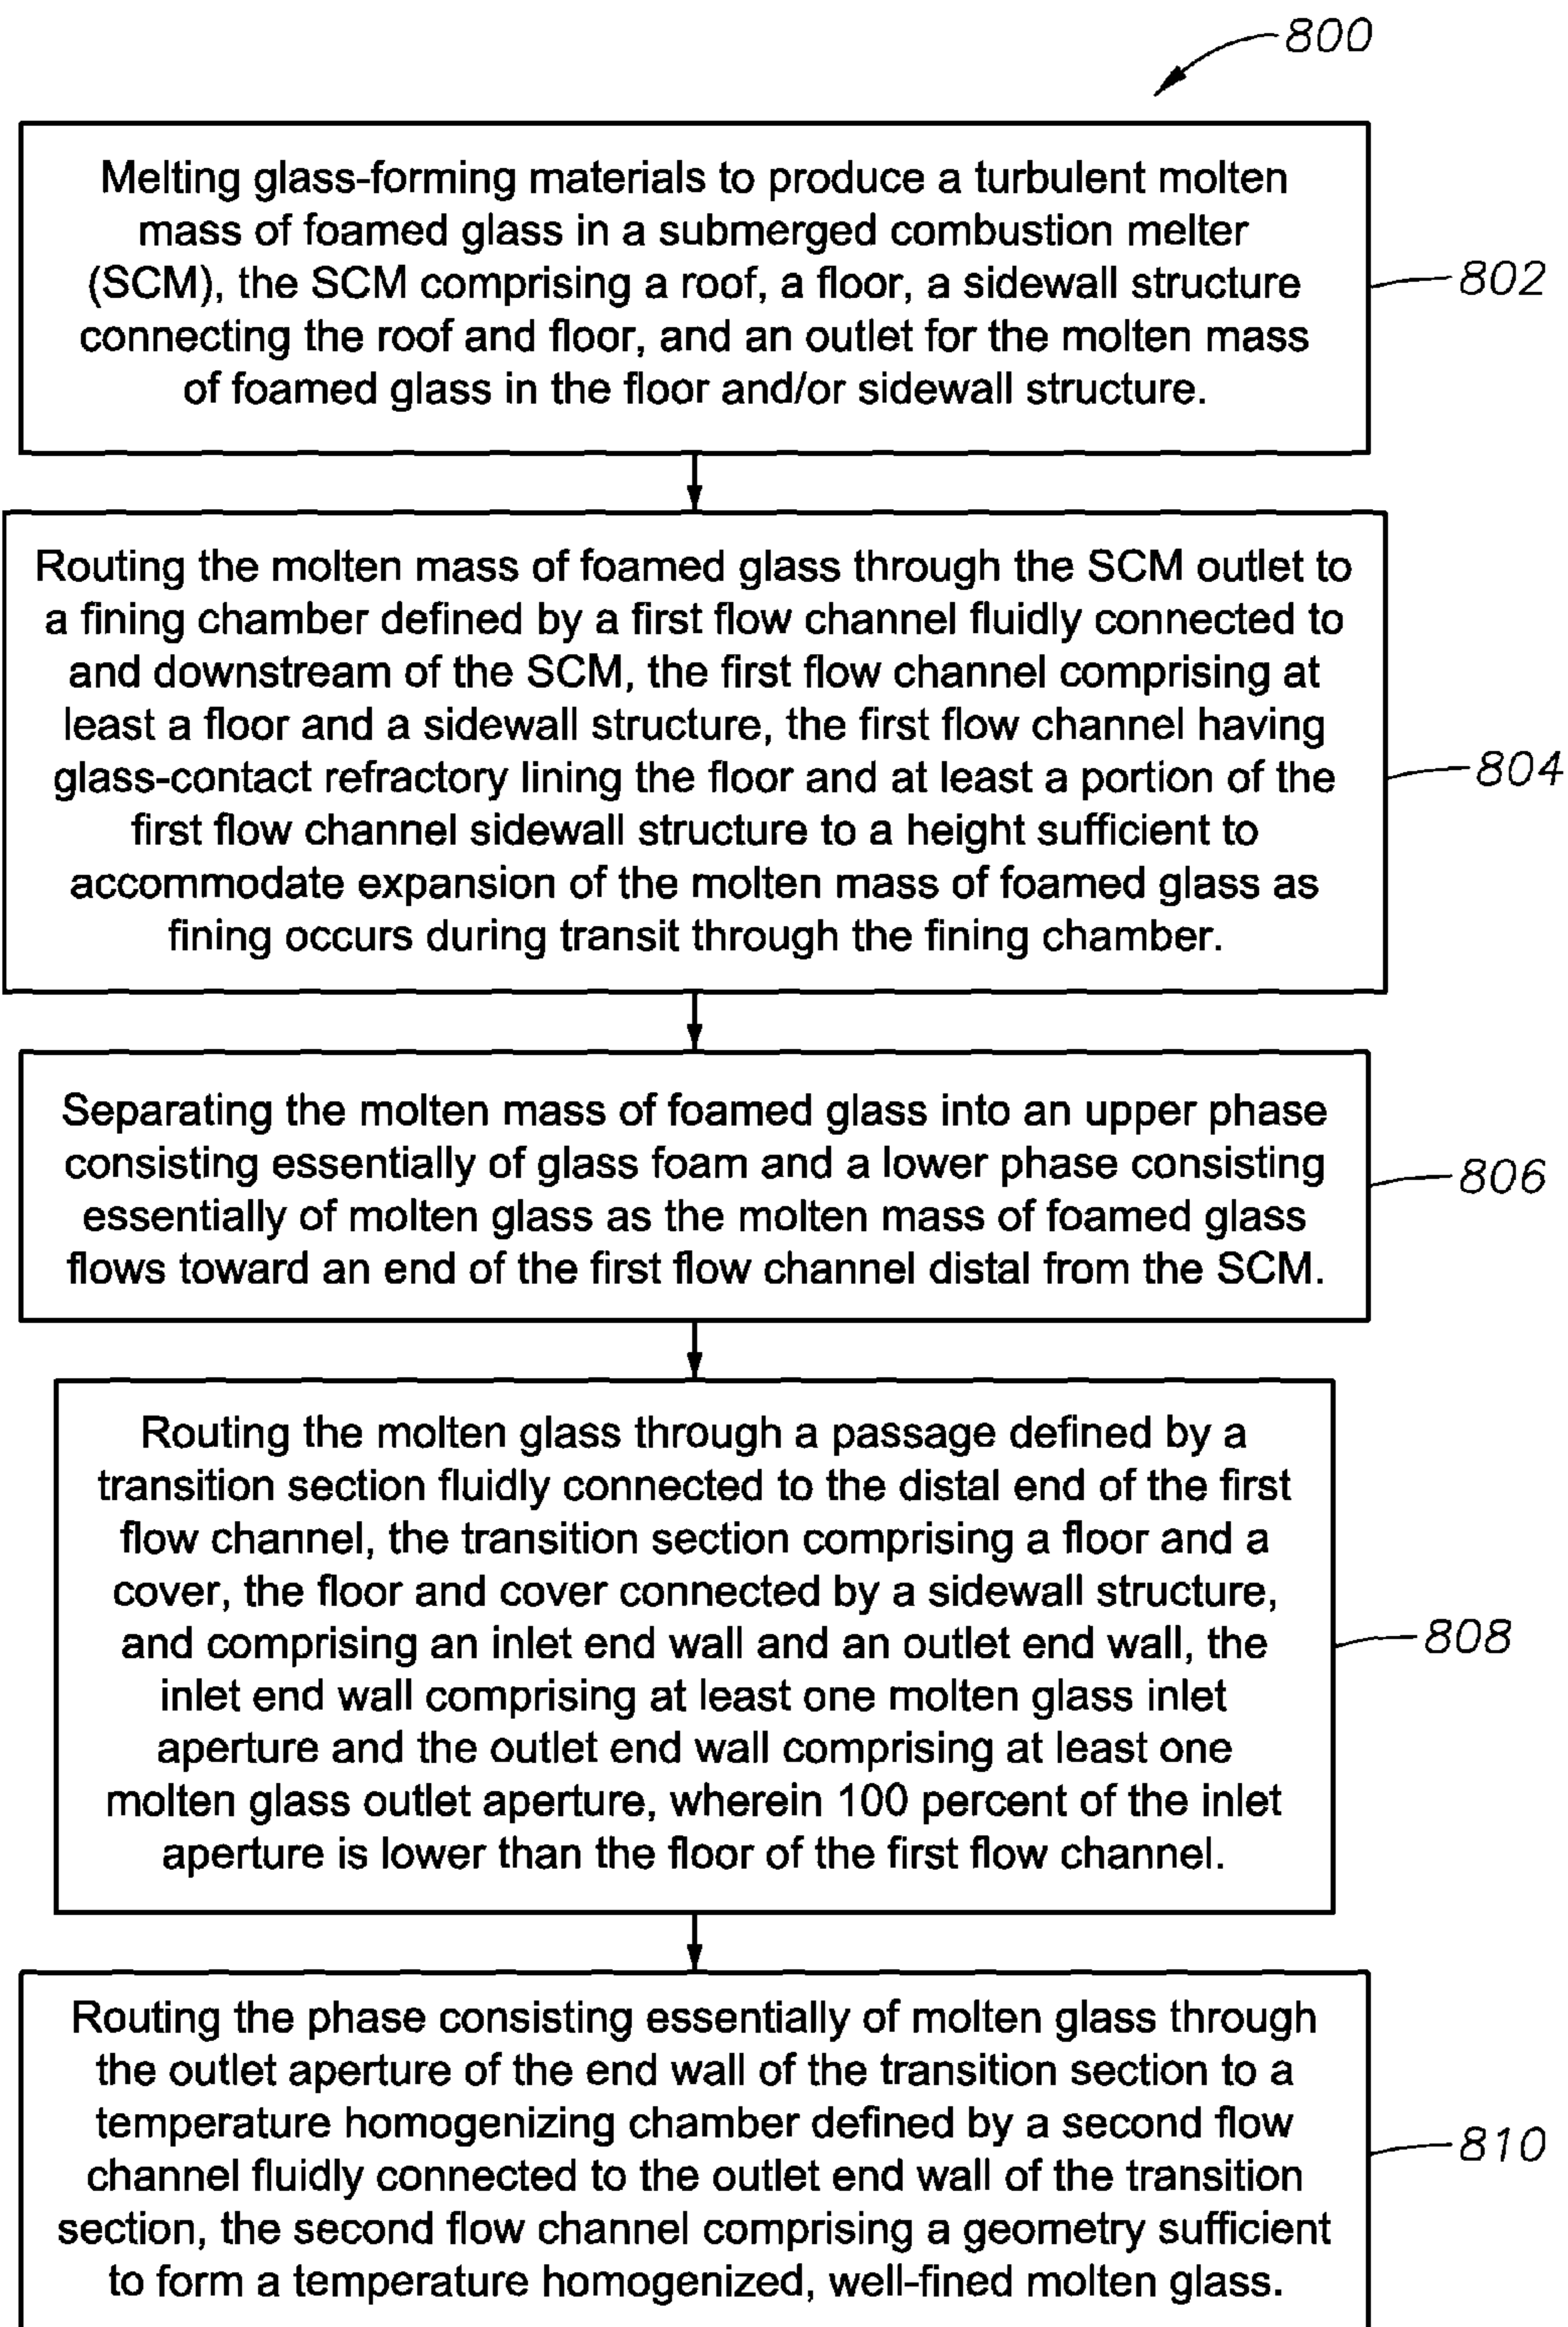 800
Melting glass-forming materials to produce a turbulent molten
mass of foamed glass in a submerged combustion melter
(SCM), the SCM comprising a roof, a floor, a sidewall structure
connecting the roof and floor, and an outlet for the molten mass
of foamed glass in the floor and/or sidewall structure.
802
Routing the molten mass of foamed glass through the SCM outlet to
a fining chamber defined by a first flow channel fluidly connected to
and downstream of the SCM, the first flow channel comprising at
least a floor and a sidewall structure, the first flow channel having
glass-contact refractory lining the floor and at least a portion of the
first flow channel sidewall structure to a height sufficient to
accommodate expansion of the molten mass of foamed glass as
fining occurs during transit through the fining chamber.
804
Separating the molten mass of foamed glass into an upper phase
consisting essentially of glass foam and a lower phase consisting
essentially of molten glass as the molten mass of foamed glass
flows toward an end of the first flow channel distal from the SCM.
806
Routing the molten glass through a passage defined by a
transition section fluidly connected to the distal end of the first
flow channel, the transition section comprising a floor and a
cover, the floor and cover connected by a sidewall structure,
and comprising an inlet end wall and an outlet end wall, the
inlet end wall comprising at least one molten glass inlet
aperture and the outlet end wall comprising at least one
molten glass outlet aperture, wherein 100 percent of the inlet
aperture is lower than the floor of the first flow channel.
808
Routing the phase consisting essentially of molten glass through
the outlet aperture of the end wall of the transition section to a
temperature homogenizing chamber defined by a second flow
channel fluidly connected to the outlet end wall of the transition
section, the second flow channel comprising a geometry sufficient
to form a temperature homogenized, well-fined molten glass.
810